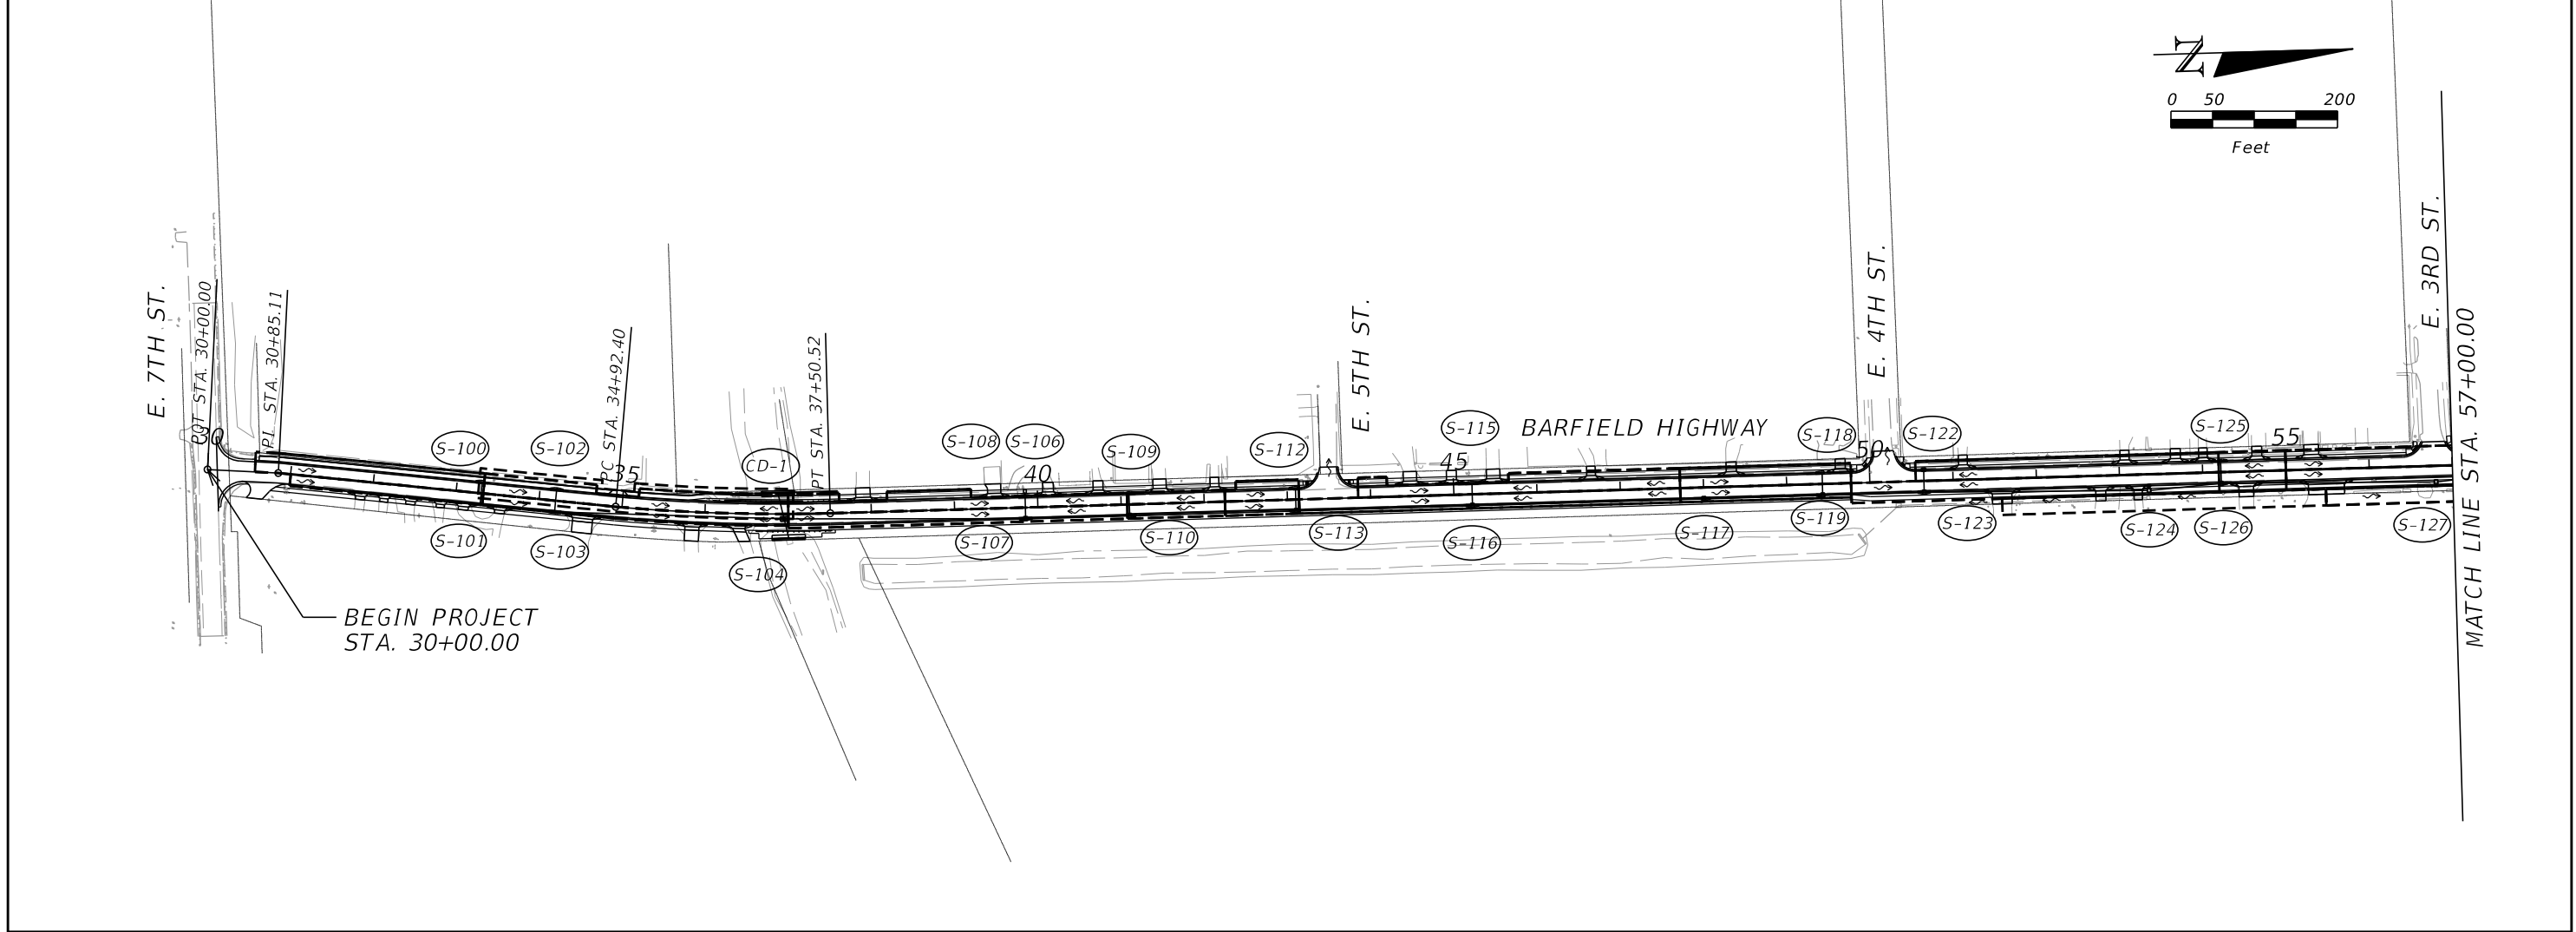 N
0 50 200
Feet
E. 7TH ST.
POT STA. 30+00.00
PI STA. 30+85.11
PC STA. 34+92.40
PT STA. 37+50.52
E. 5TH ST.
E. 4TH ST.
E. 3RD ST.
MATCH LINE STA. 57+00.00
BARFIELD HIGHWAY
30
35
40
45
50
55
S-100
S-102
CD-1
S-108
S-106
S-109
S-112
S-115
S-118
S-122
S-125
S-101
S-103
S-104
S-107
S-110
S-113
S-116
S-117
S-119
S-123
S-124
S-126
S-127
BEGIN PROJECT
STA. 30+00.00